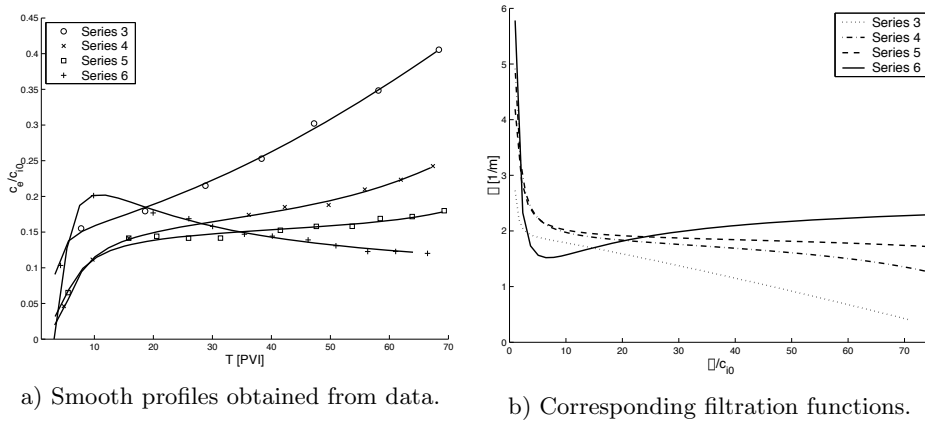 Series 3
Series 4
Series 5
Series 6
0.45
0.4
0.35
0.3
0.25
0.2
0.15
0.1
0.05
0
c_e/c_i0
10 20 30 40 50 60 70
T [PVI]
a) Smooth profiles obtained from data.
Series 3
Series 4
Series 5
Series 6
6
5
4
3
2
1
0
▯ [1/m]
0 10 20 30 40 50 60 70
▯/c_i0
b) Corresponding filtration functions.